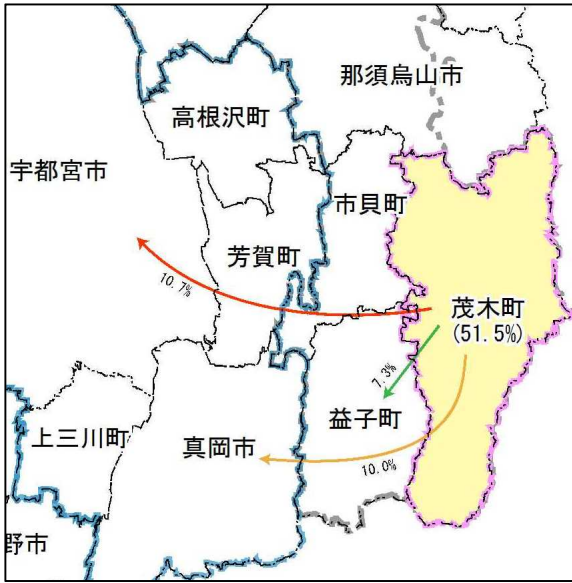 那須烏山市
高根沢町
宇都宮市
市貝町
芳賀町
10.7%
茂木町
(51.5%)
7.3%
益子町
上三川町
真岡市
10.0%
野市